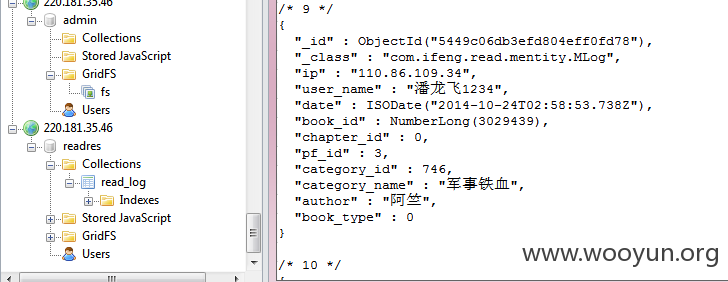 220.181.35.46
admin
Collections
Stored JavaScript
GridFS
fs
Users
220.181.35.46
readres
Collections
read_log
Indexes
Stored JavaScript
GridFS
Users
/* 9 */
{
"_id" : ObjectId("5449c06db3efd804eff0fd78"),
"_class" : "com.ifeng.read.mentity.MLog",
"ip" : "110.86.109.34",
"user_name" : "潘龙飞1234",
"date" : ISODate("2014-10-24T02:58:53.738Z"),
"book_id" : NumberLong(3029439),
"chapter_id" : 0,
"pf_id" : 3,
"category_id" : 746,
"category_name" : "军事铁血",
"author" : "阿竺",
"book_type" : 0
}
/* 10 */
www.wooyun.org